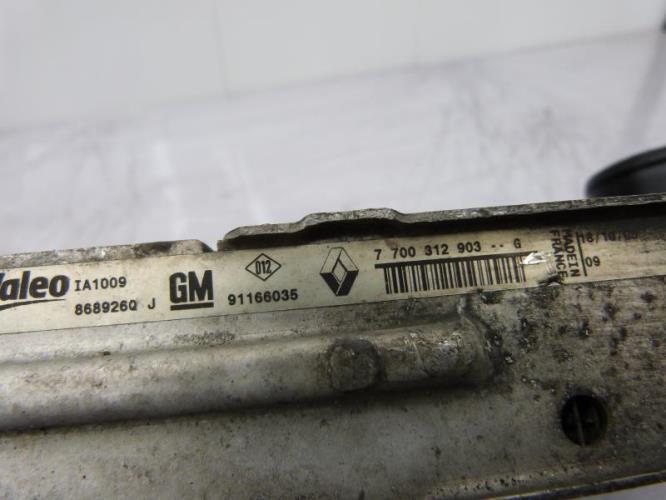 Valeo IA1009
868926Q J
GM
91166035
D12
7 700 312 903 -- G
MADE IN
FRANCE
09